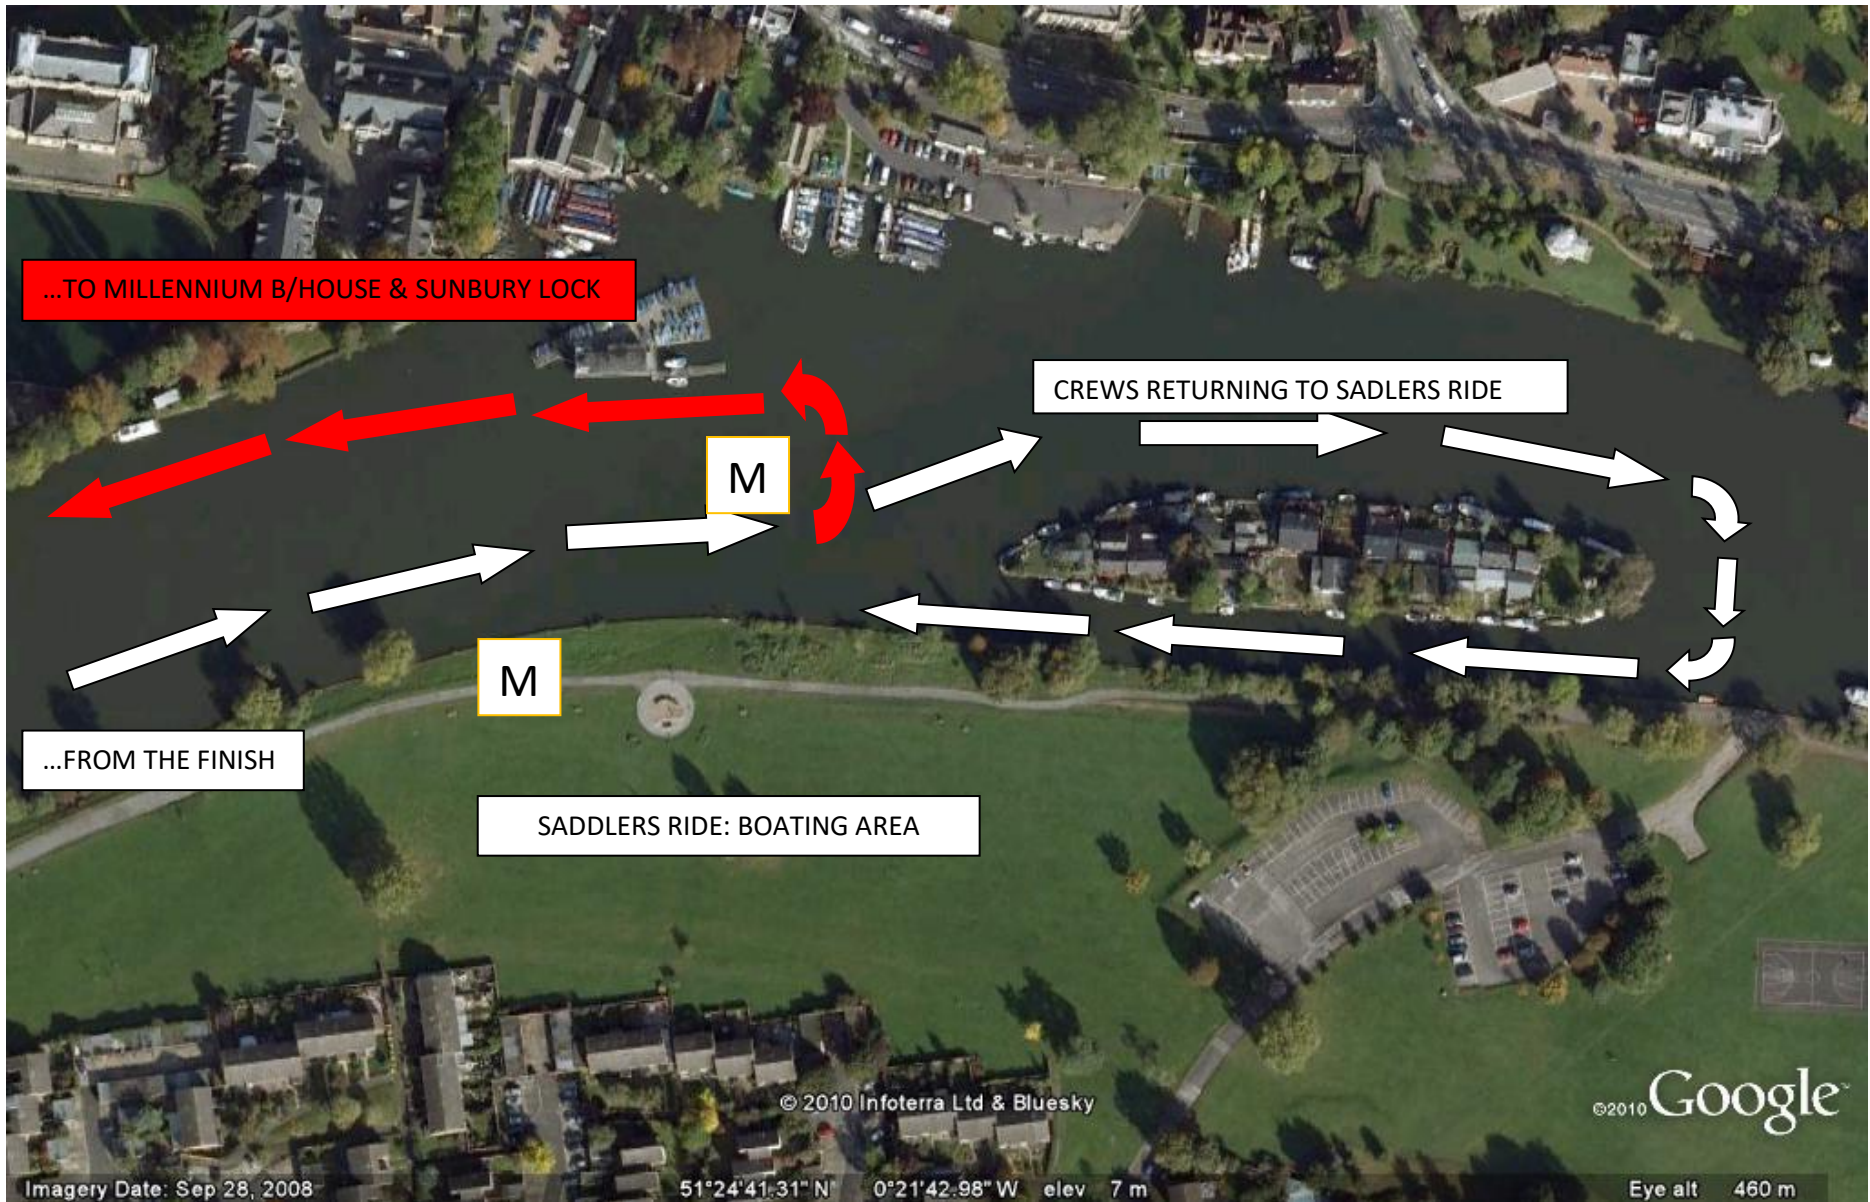 ...TO MILLENNIUM B/HOUSE & SUNBURY LOCK
CREWS RETURNING TO SADLERS RIDE
M
M
...FROM THE FINISH
SADDLERS RIDE: BOATING AREA
© 2010 Infoterra Ltd & Bluesky
©2010 Google™
Imagery Date: Sep 28, 2008 51°24'41.31" N 0°21'42.98" W elev 7 m Eye alt 460 m